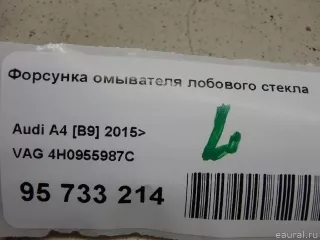 Форсунка омывателя лобового стекла
Audi A4 [B9] 2015>
VAG 4H0955987C
95 733 214
eaural.ru